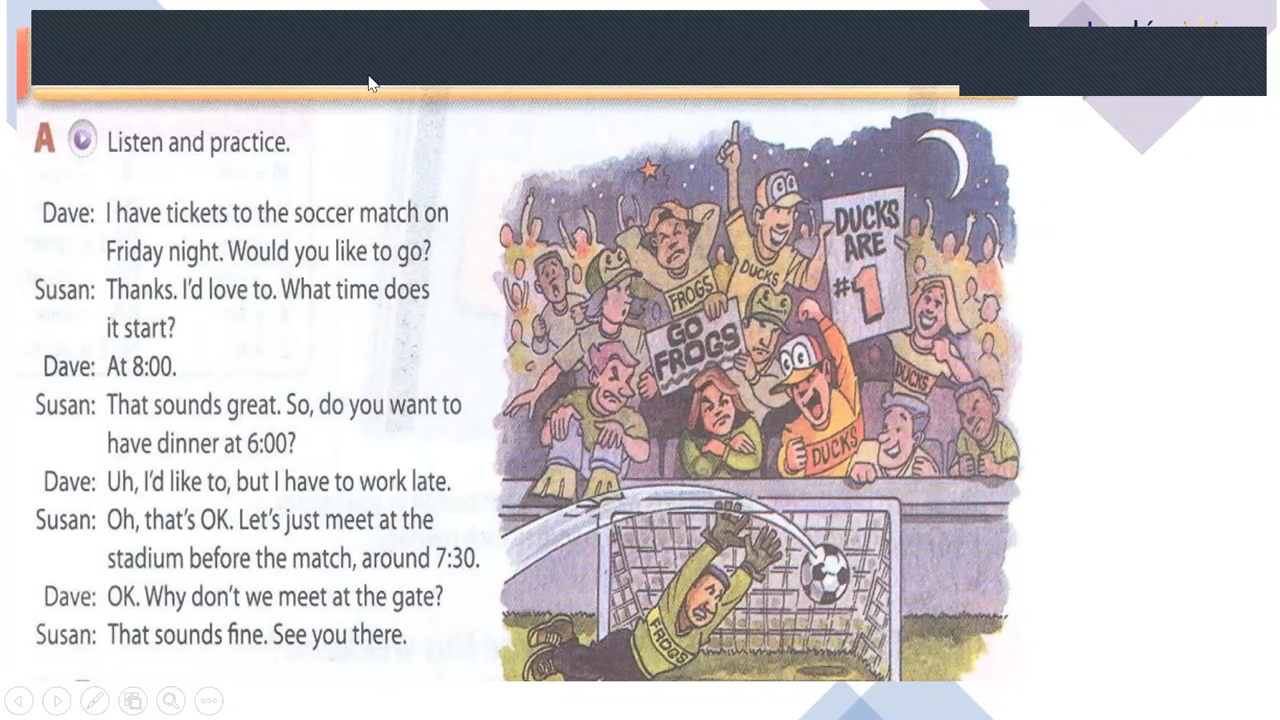 A Listen and practice.
Dave: I have tickets to the soccer match on
Friday night. Would you like to go?
Susan: Thanks. I'd love to. What time does
it start?
Dave: At 8:00.
Susan: That sounds great. So, do you want to
have dinner at 6:00?
Dave: Uh, I'd like to, but I have to work late.
Susan: Oh, that's OK. Let's just meet at the
stadium before the match, around 7:30.
Dave: OK. Why don't we meet at the gate?
Susan: That sounds fine. See you there.
DUCKS
ARE
#1
DUCKS
FROGS
GO
FROGS
DUCKS
DUCKS
FROGS